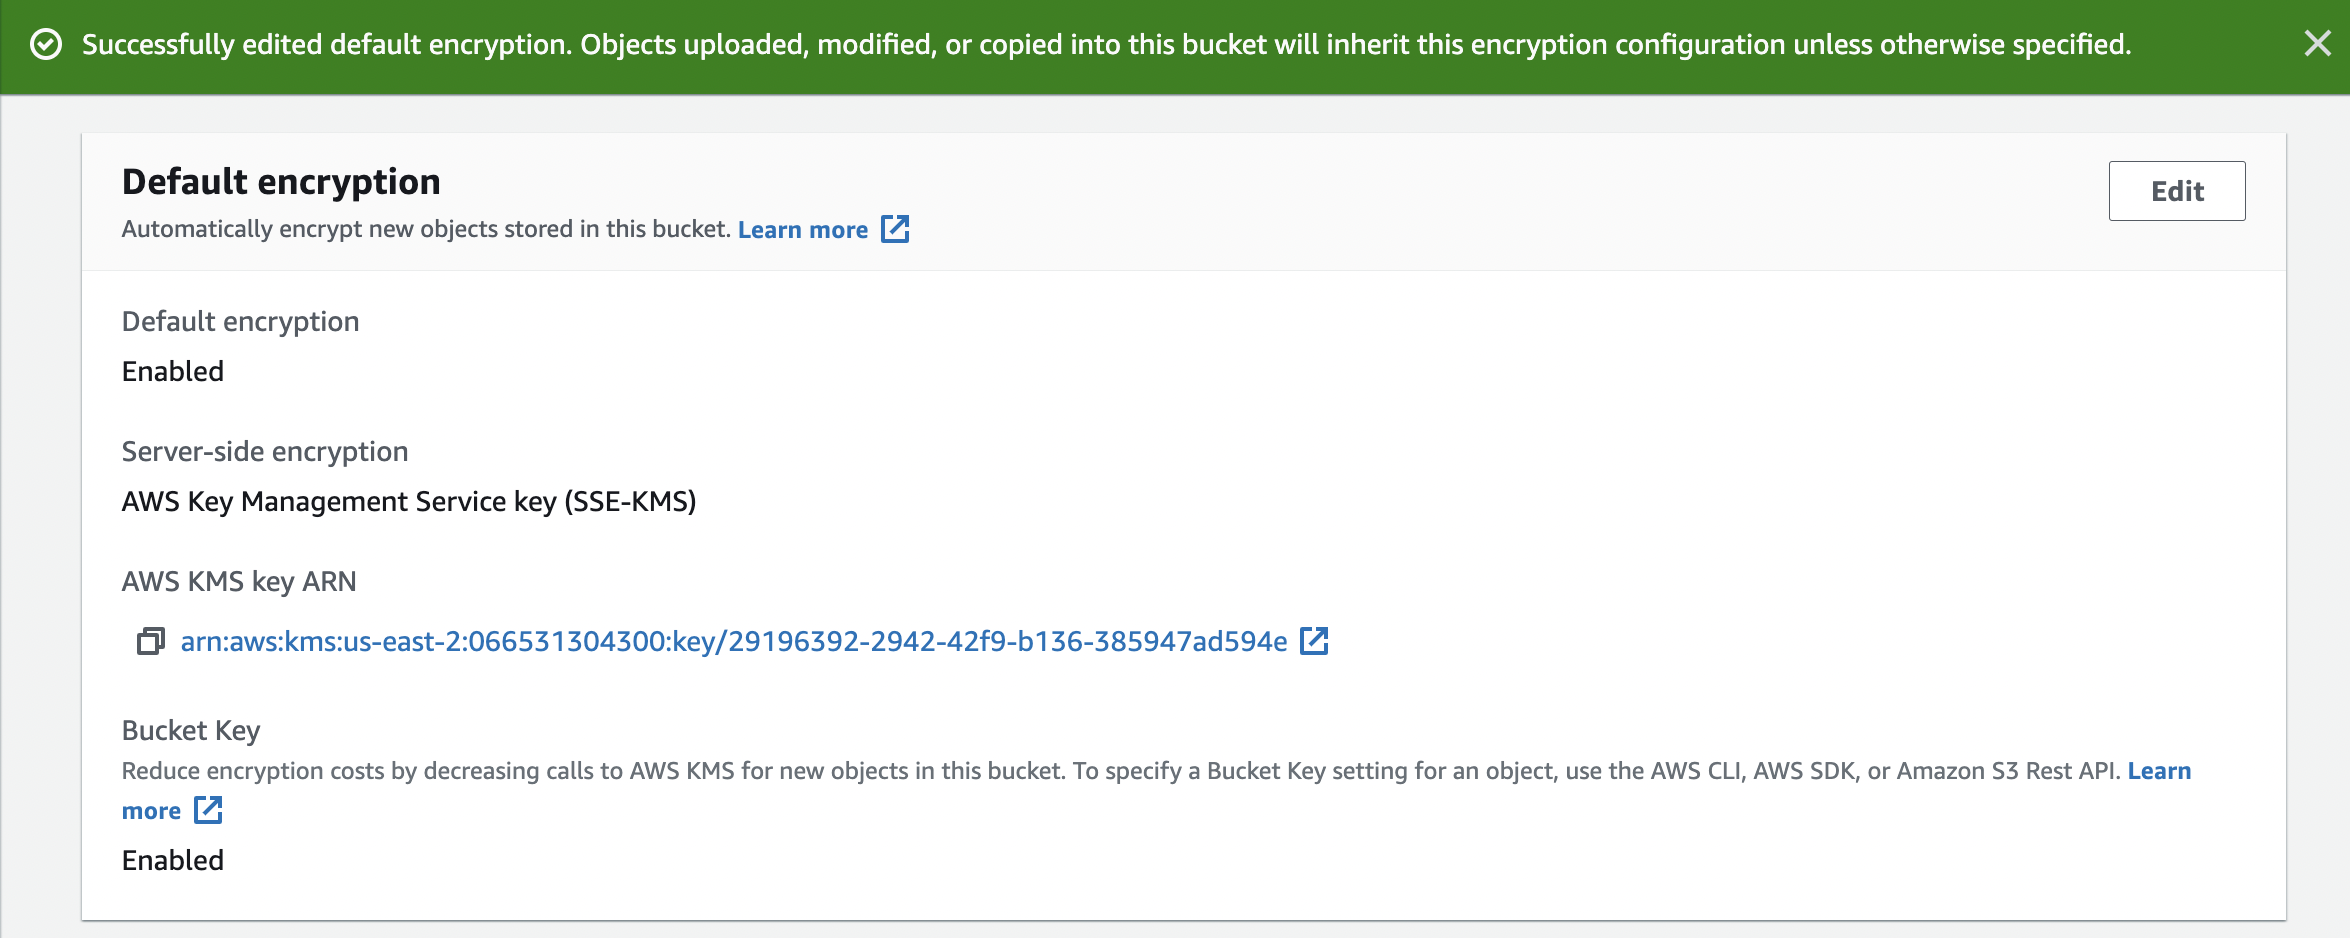 Successfully edited default encryption. Objects uploaded, modified, or copied into this bucket will inherit this encryption configuration unless otherwise specified.
Default encryption
Edit
Automatically encrypt new objects stored in this bucket. Learn more
Default encryption
Enabled
Server-side encryption
AWS Key Management Service key (SSE-KMS)
AWS KMS key ARN
arn:aws:kms:us-east-2:066531304300:key/29196392-2942-42f9-b136-385947ad594e
Bucket Key
Reduce encryption costs by decreasing calls to AWS KMS for new objects in this bucket. To specify a Bucket Key setting for an object, use the AWS CLI, AWS SDK, or Amazon S3 Rest API. Learn
more
Enabled